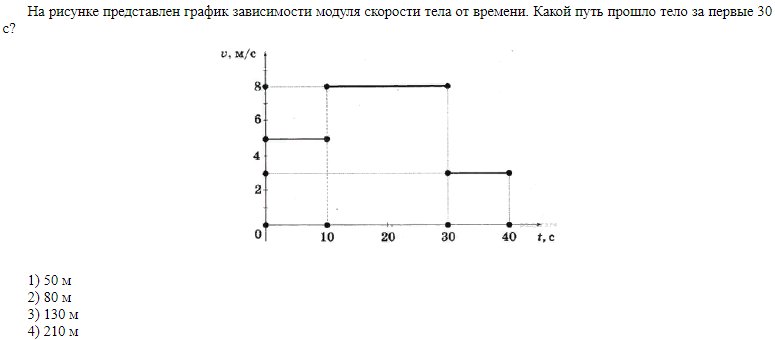 На рисунке представлен график зависимости модуля скорости тела от времени. Какой путь прошло тело за первые 30
с?
υ, м/с
8
6
4
2
0
10 20 30 40 t, с
1) 50 м
2) 80 м
3) 130 м
4) 210 м